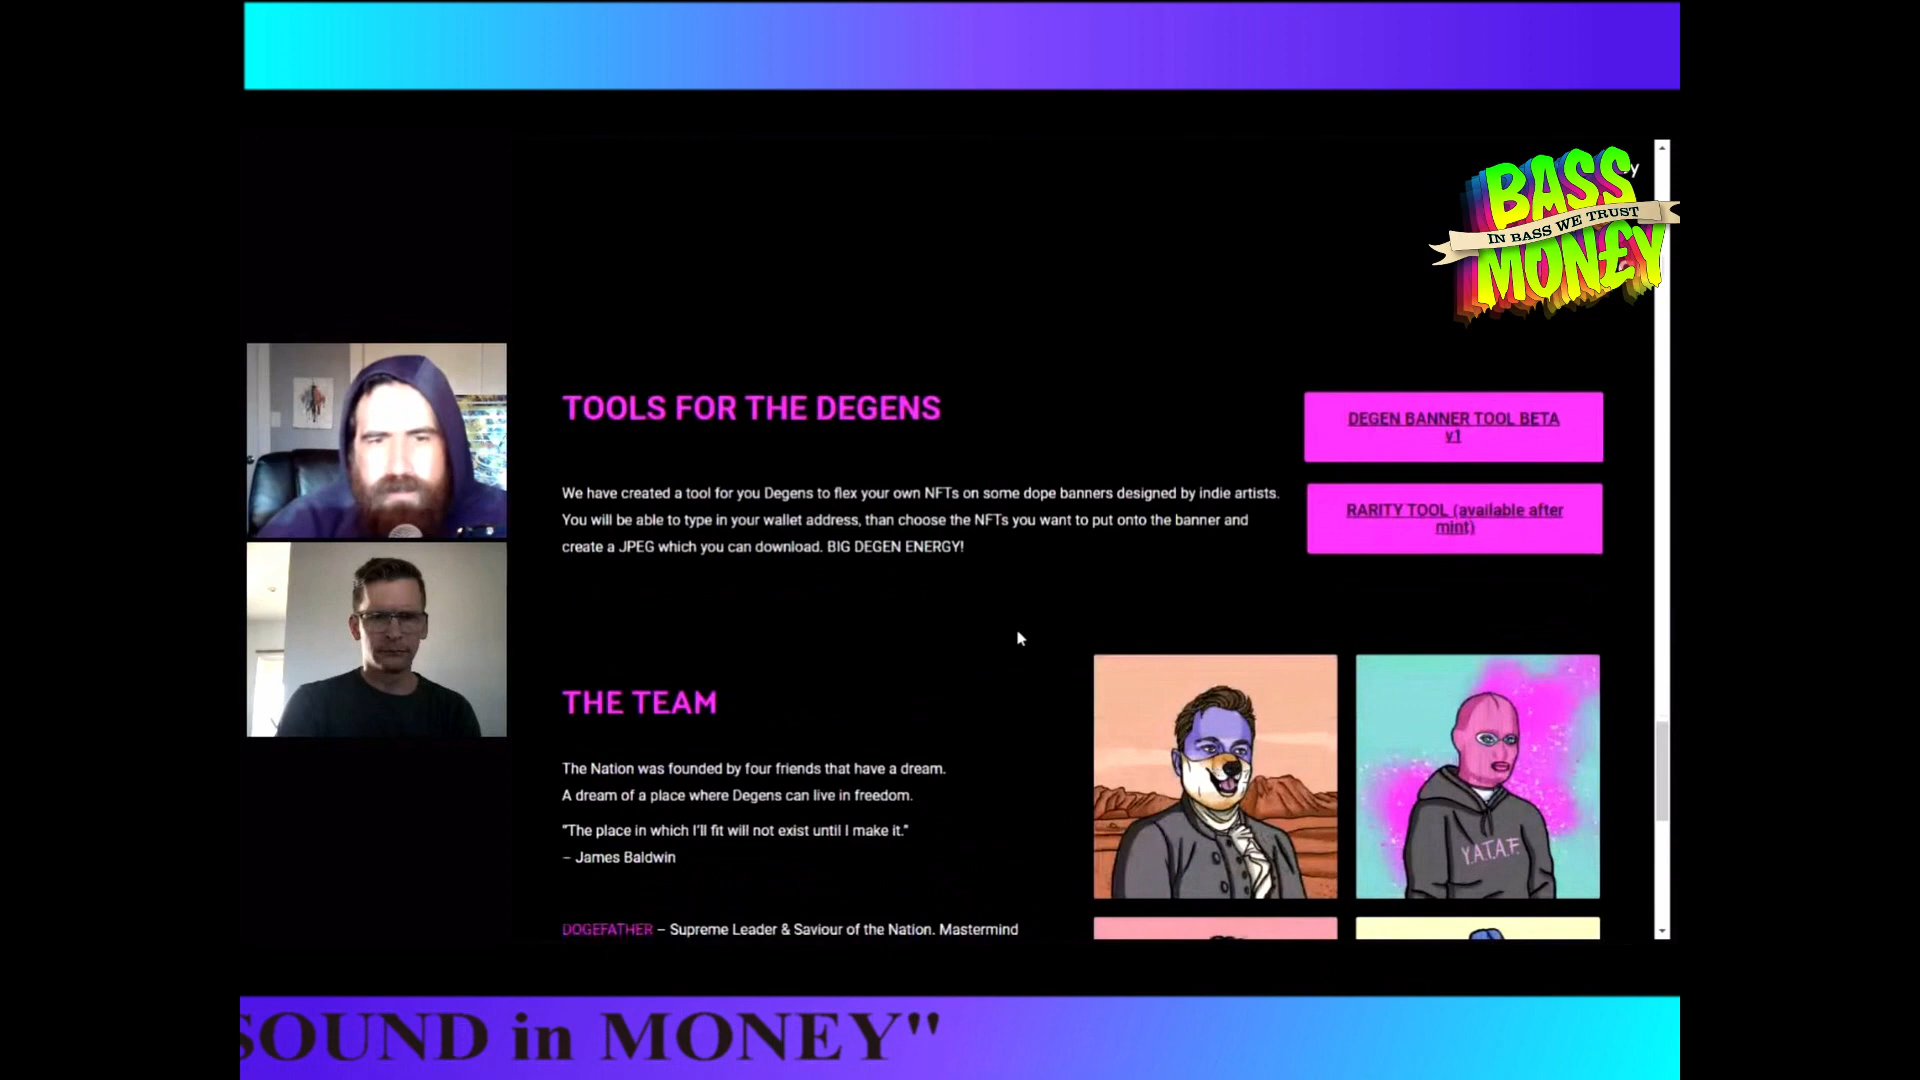 BASS
IN BASS WE TRUST
MONEY
y
TOOLS FOR THE DEGENS
DEGEN BANNER TOOL BETA
v1
We have created a tool for you Degens to flex your own NFTs on some dope banners designed by indie artists.
You will be able to type in your wallet address, than choose the NFTs you want to put onto the banner and
create a JPEG which you can download. BIG DEGEN ENERGY!
RARITY TOOL (available after
mint)
THE TEAM
The Nation was founded by four friends that have a dream.
A dream of a place where Degens can live in freedom.
"The place in which I'll fit will not exist until I make it."
– James Baldwin
Y.A.T.A.F.
DOGEFATHER – Supreme Leader & Saviour of the Nation. Mastermind
SOUND in MONEY"